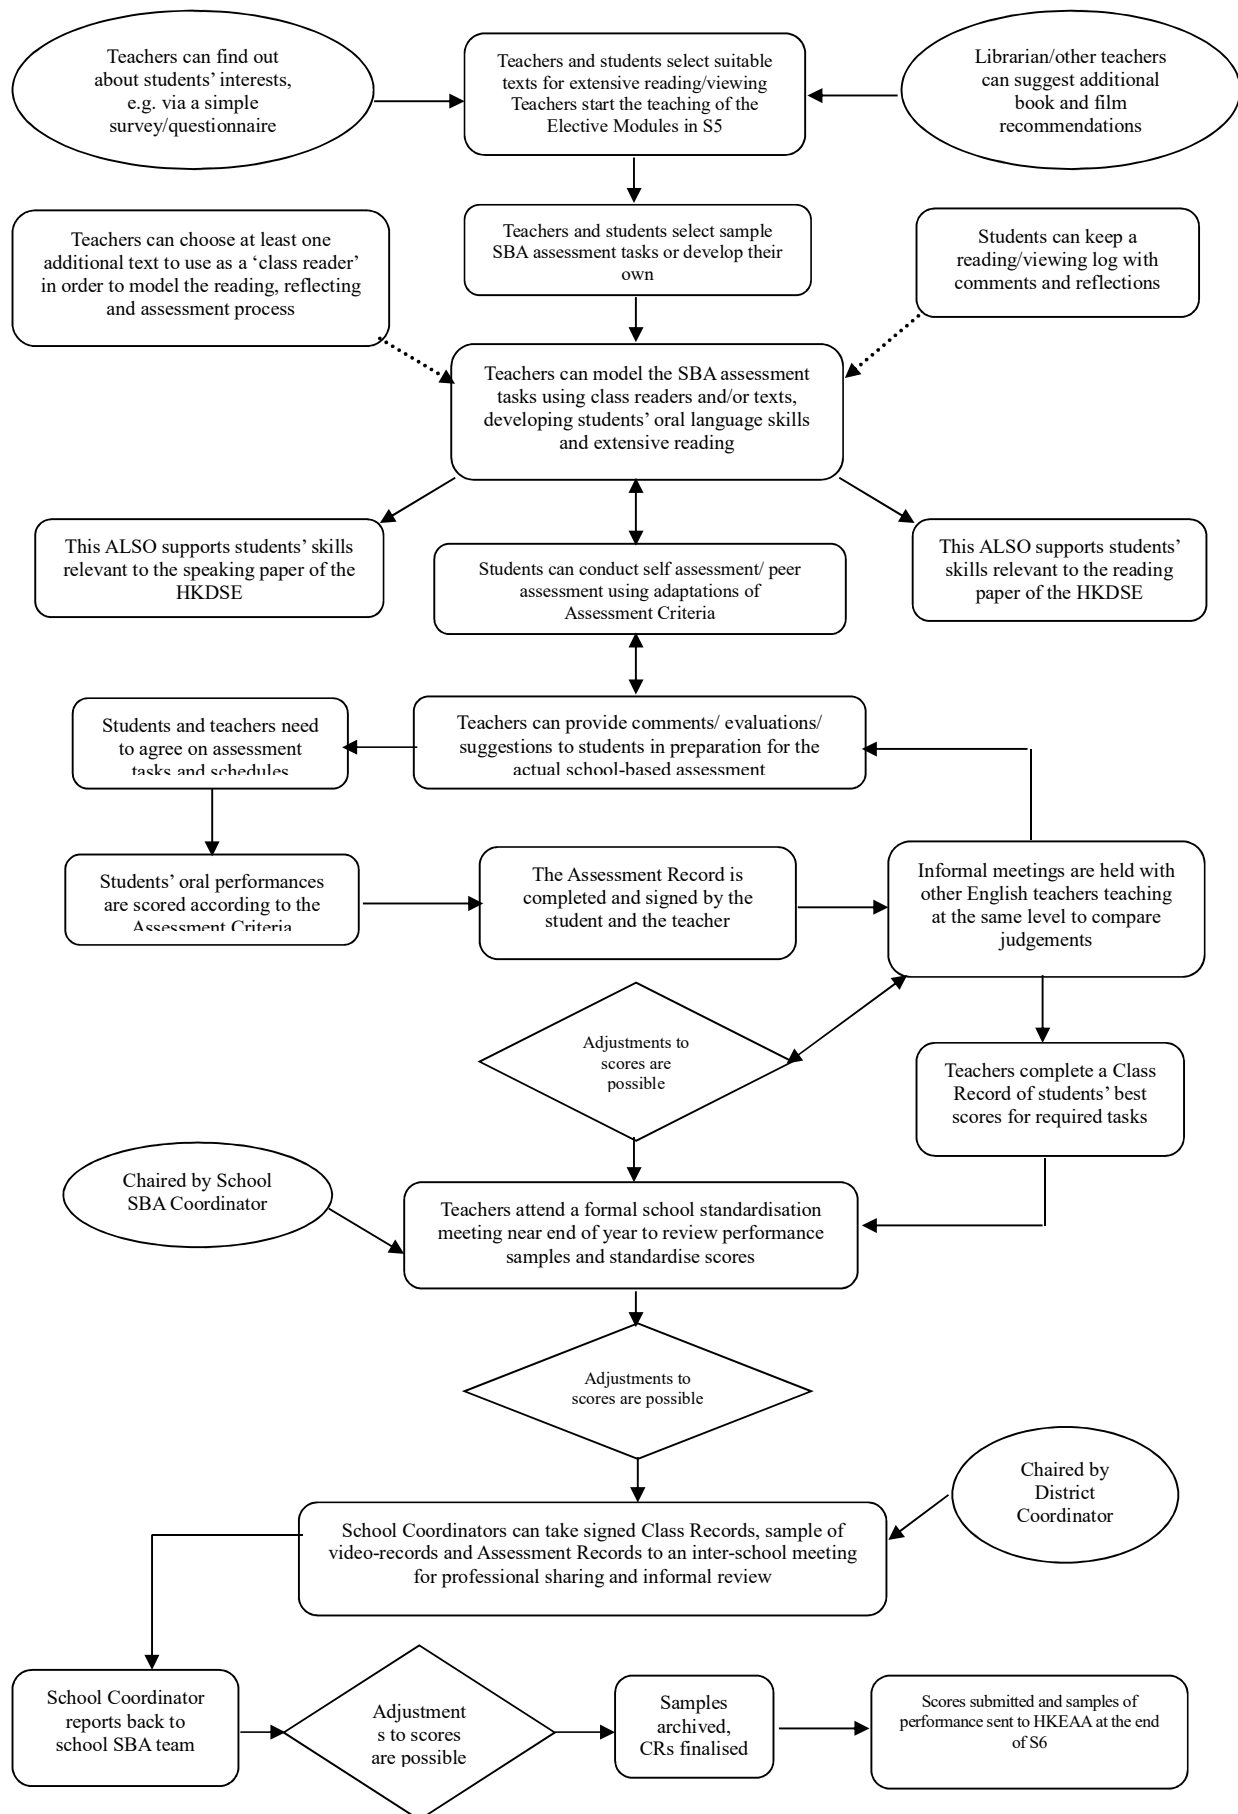 Teachers can find out
about students’ interests,
e.g. via a simple
survey/questionnaire
Teachers and students select suitable
texts for extensive reading/viewing
Teachers start the teaching of the
Elective Modules in S5
Librarian/other teachers
can suggest additional
book and film
recommendations
Teachers can choose at least one
additional text to use as a ‘class reader’
in order to model the reading, reflecting
and assessment process
Teachers and students select sample
SBA assessment tasks or develop their
own
Students can keep a
reading/viewing log with
comments and reflections
Teachers can model the SBA assessment
tasks using class readers and/or texts,
developing students’ oral language skills
and extensive reading
This ALSO supports students’ skills
relevant to the speaking paper of the
HKDSE
Students can conduct self assessment/ peer
assessment using adaptations of
Assessment Criteria
This ALSO supports students’
skills relevant to the reading
paper of the HKDSE
Students and teachers need
to agree on assessment
tasks and schedules
Teachers can provide comments/ evaluations/
suggestions to students in preparation for the
actual school-based assessment
Students’ oral performances
are scored according to the
Assessment Criteria
The Assessment Record is
completed and signed by the
student and the teacher
Informal meetings are held with
other English teachers teaching
at the same level to compare
judgements
Adjustments to
scores are
possible
Teachers complete a Class
Record of students’ best
scores for required tasks
Chaired by School
SBA Coordinator
Teachers attend a formal school standardisation
meeting near end of year to review performance
samples and standardise scores
Adjustments to
scores are possible
Chaired by
District
Coordinator
School Coordinators can take signed Class Records, sample of
video-records and Assessment Records to an inter-school meeting
for professional sharing and informal review
School Coordinator
reports back to
school SBA team
Adjustment
s to scores
are possible
Samples
archived,
CRs finalised
Scores submitted and samples of
performance sent to HKEAA at the end
of S6